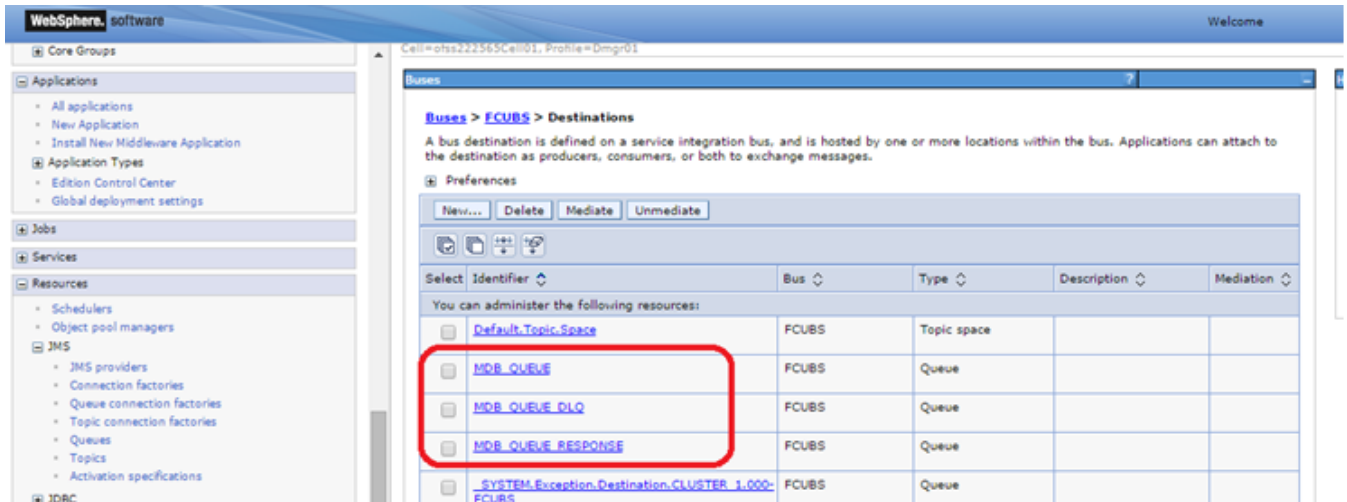 WebSphere. software
Welcome
Core Groups
Applications
All applications
New Application
Install New Middleware Application
Application Types
Edition Control Center
Global deployment settings
Jobs
Services
Resources
Schedulers
Object pool managers
JMS
JMS providers
Connection factories
Queue connection factories
Topic connection factories
Queues
Topics
Activation specifications
JDBC
Cell=ofss222565Cell01, Profile=Dmgr01
Buses
?
Buses > FCUBS > Destinations
A bus destination is defined on a service integration bus, and is hosted by one or more locations within the bus. Applications can attach to
the destination as producers, consumers, or both to exchange messages.
Preferences
New... Delete Mediate Unmediate
Select Identifier Bus Type Description Mediation
You can administer the following resources:
Default.Topic.Space FCUBS Topic space
MDB_QUEUE FCUBS Queue
MDB_QUEUE_DLQ FCUBS Queue
MDB_QUEUE_RESPONSE FCUBS Queue
_SYSTEM.Exception.Destination.CLUSTER_1.000- FCUBS Queue
FCUBS